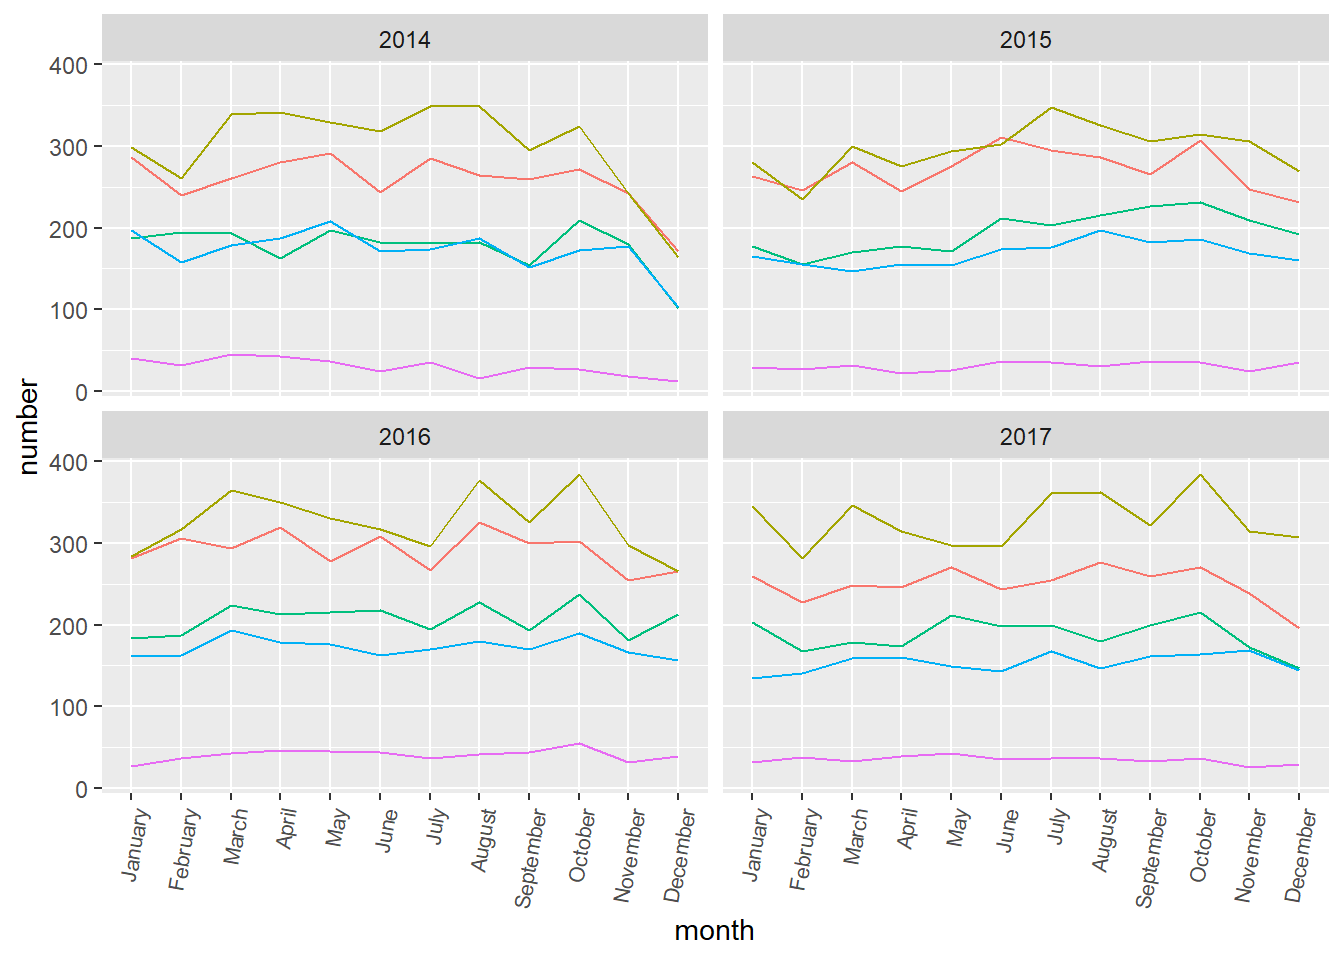 2014
2015
400
300
200
100
0
2016
2017
400
300
200
100
0
number
January
February
March
April
May
June
July
August
September
October
November
December
January
February
March
April
May
June
July
August
September
October
November
December
month